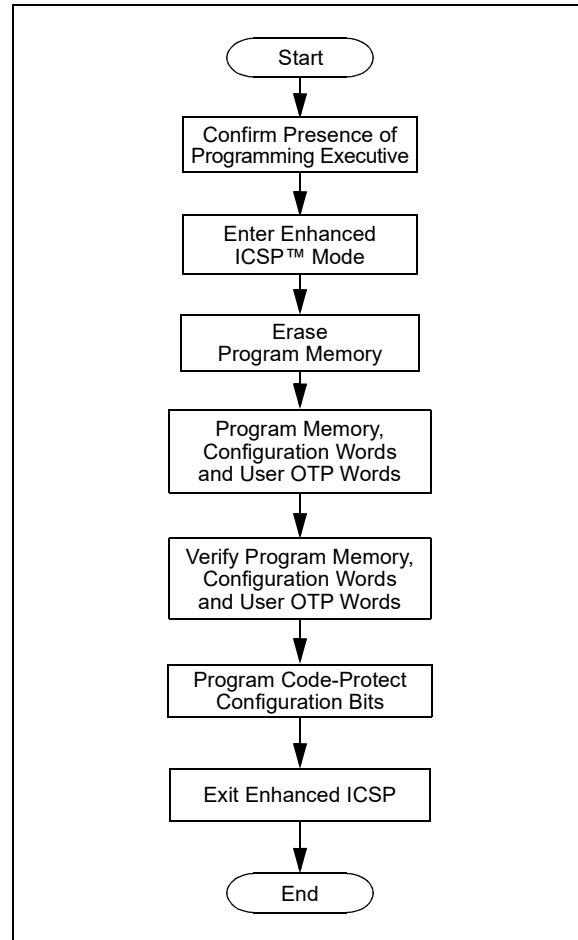 Start
Confirm Presence of
Programming Executive
Enter Enhanced
ICSP™ Mode
Erase
Program Memory
Program Memory,
Configuration Words
and User OTP Words
Verify Program Memory,
Configuration Words
and User OTP Words
Program Code-Protect
Configuration Bits
Exit Enhanced ICSP
End